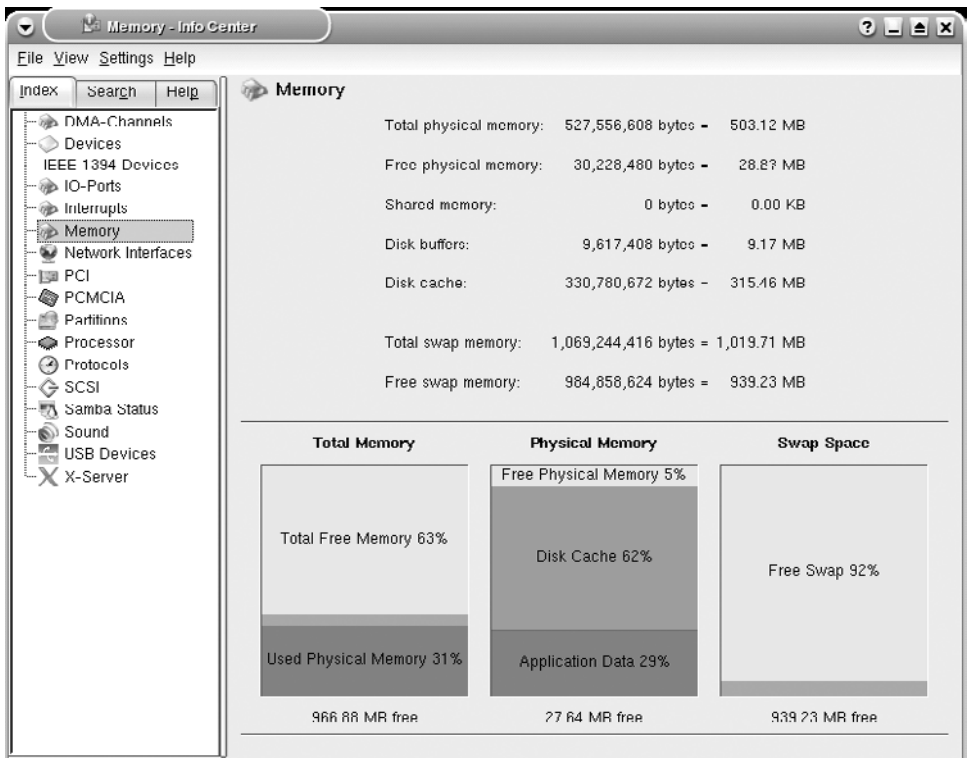 Memory - Info Center
File View Settings Help
Index Search Help
DMA-Channels
Devices
IEEE 1394 Devices
IO-Ports
Interrupts
Memory
Network Interfaces
PCI
PCMCIA
Partitions
Processor
Protocols
SCSI
Samba Status
Sound
USB Devices
X-Server
Memory
Total physical memory: 527,556,608 bytes = 503.12 MB
Free physical memory: 30,228,480 bytes = 28.83 MB
Shared memory: 0 bytes = 0.00 KB
Disk buffers: 9,617,408 bytes = 9.17 MB
Disk cache: 330,780,672 bytes = 315.46 MB
Total swap memory: 1,069,244,416 bytes = 1,019.71 MB
Free swap memory: 984,858,624 bytes = 939.23 MB
Total Memory
Total Free Memory 63%
Used Physical Memory 31%
966.88 MB free
Physical Memory
Free Physical Memory 5%
Disk Cache 62%
Application Data 29%
27.64 MB free
Swap Space
Free Swap 92%
939.23 MB free